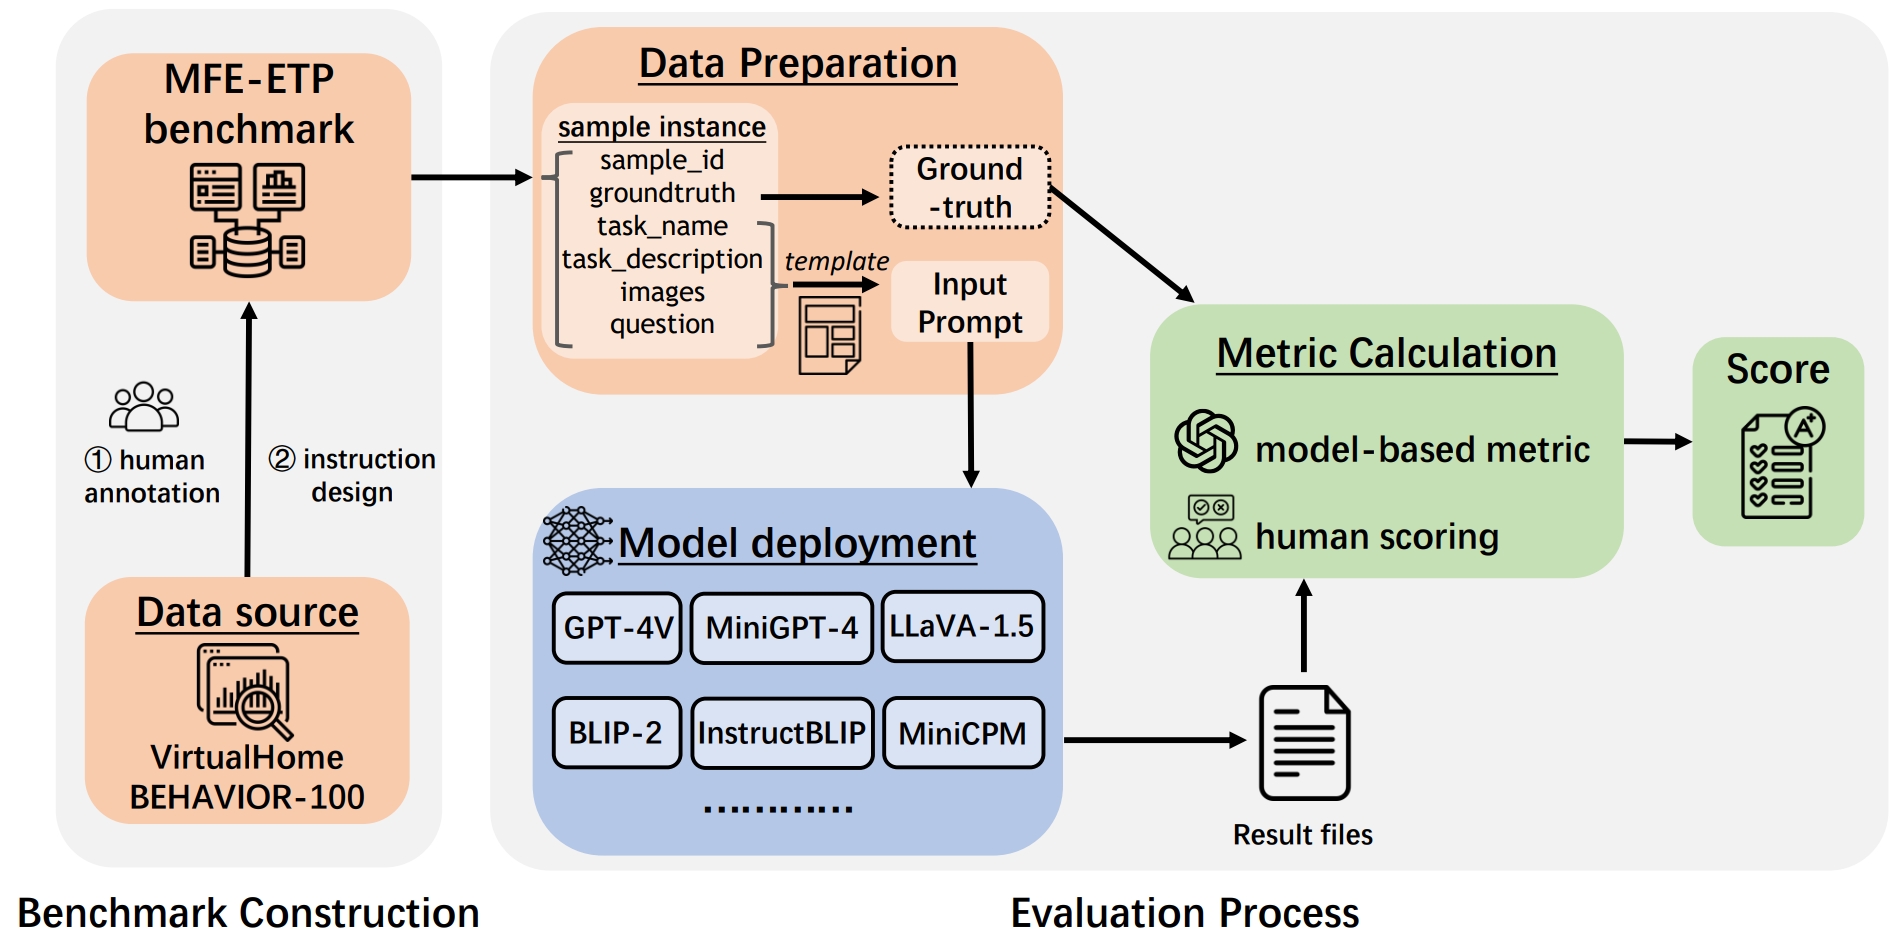 MFE-ETP
benchmark
① human
annotation
② instruction
design
Data source
VirtualHome
BEHAVIOR-100
Benchmark Construction
Data Preparation
sample instance
sample_id
groundtruth
task_name
task_description
images
question
template
Ground
-truth
Input
Prompt
Model deployment
GPT-4V
MiniGPT-4
LLaVA-1.5
BLIP-2
InstructBLIP
MiniCPM
............
Result files
Metric Calculation
model-based metric
human scoring
Score
A+
Evaluation Process